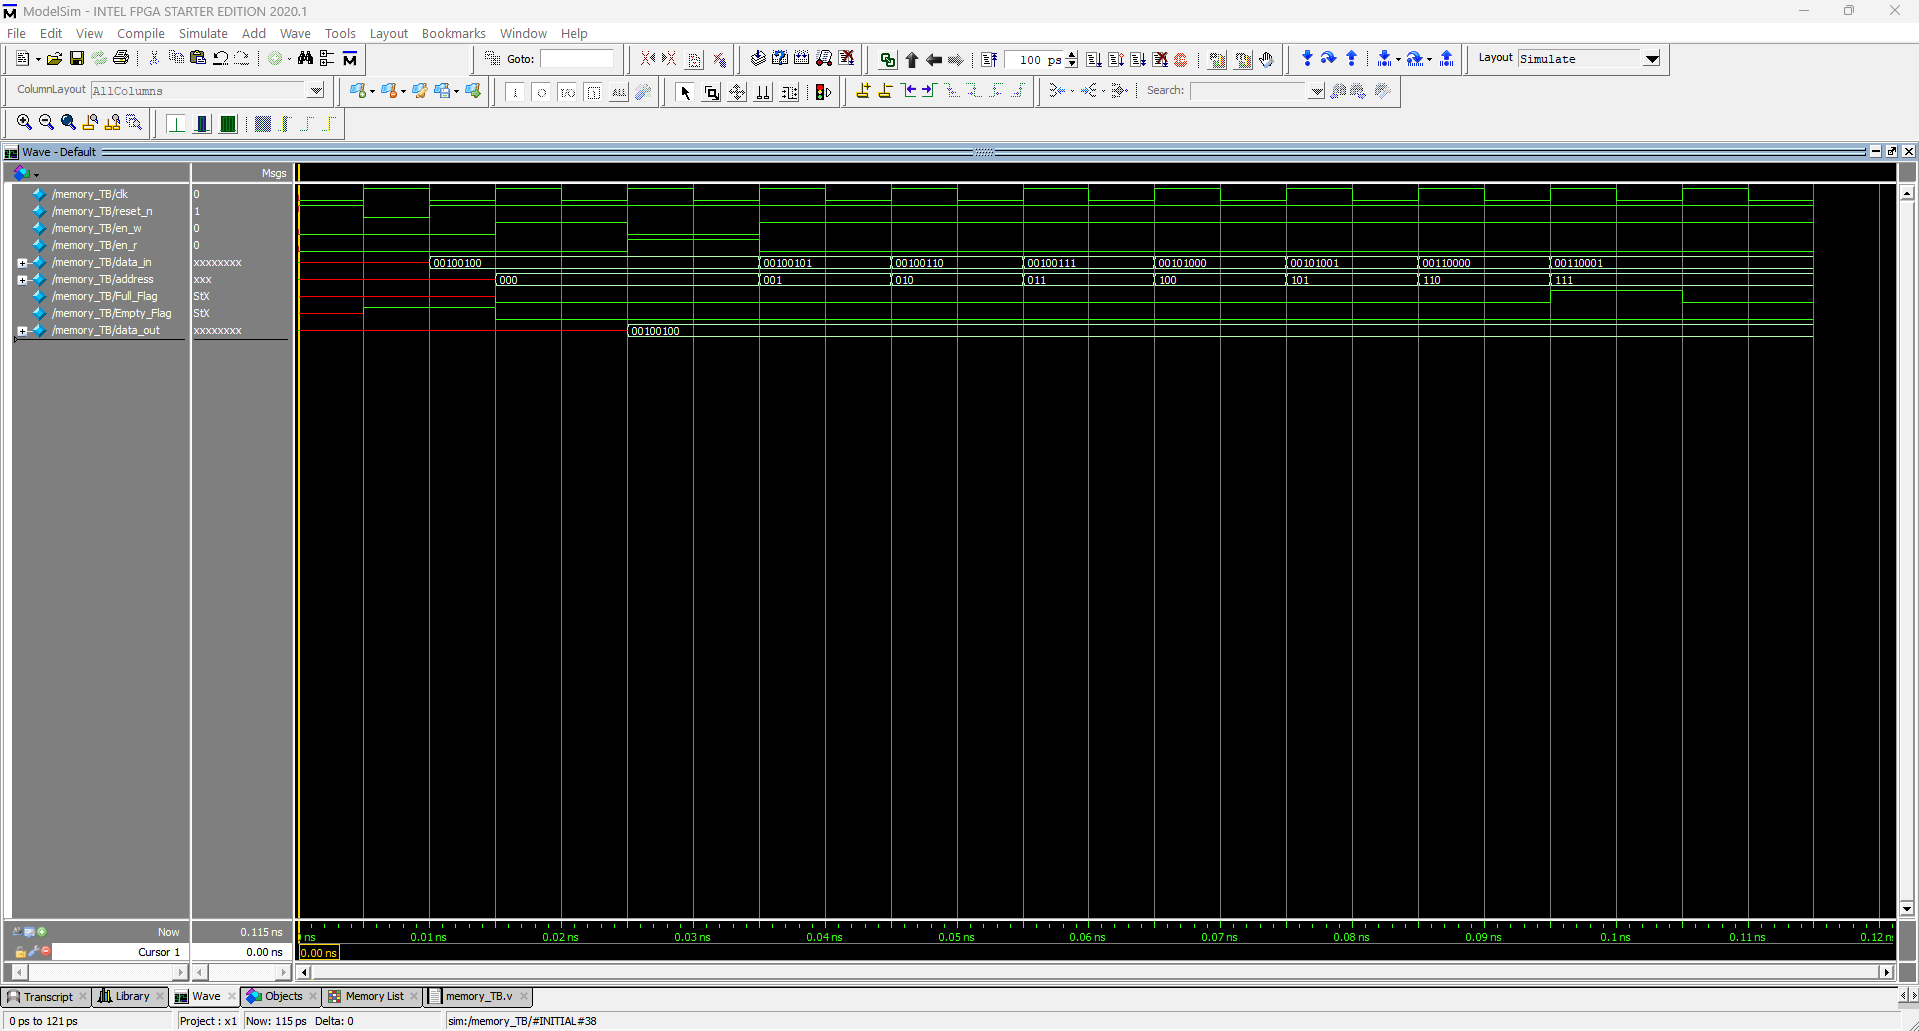 ModelSim - INTEL FPGA STARTER EDITION 2020.1
File Edit View Compile Simulate Add Wave Tools Layout Bookmarks Window Help
Goto: 100 ps Layout Simulate
ColumnLayout AllColumns Search:
Wave - Default
Msgs
/memory_TB/clk 0
/memory_TB/reset_n 1
/memory_TB/en_w 0
/memory_TB/en_r 0
/memory_TB/data_in xxxxxxxx 00100100 00100101 00100110 00100111 00101000 00101001 00110000 00110001
/memory_TB/address xxx 000 001 010 011 100 101 110 111
/memory_TB/Full_Flag StX
/memory_TB/Empty_Flag StX
/memory_TB/data_out xxxxxxxx 00100100
Now 0.115 ns ns 0.01 ns 0.02 ns 0.03 ns 0.04 ns 0.05 ns 0.06 ns 0.07 ns 0.08 ns 0.09 ns 0.1 ns 0.11 ns 0.12 n
Cursor 1 0.00 ns 0.00 ns
Transcript Library Wave Objects Memory List memory_TB.v
0 ps to 121 ps Project : x1 Now: 115 ps Delta: 0 sim:/memory_TB/#INITIAL#38